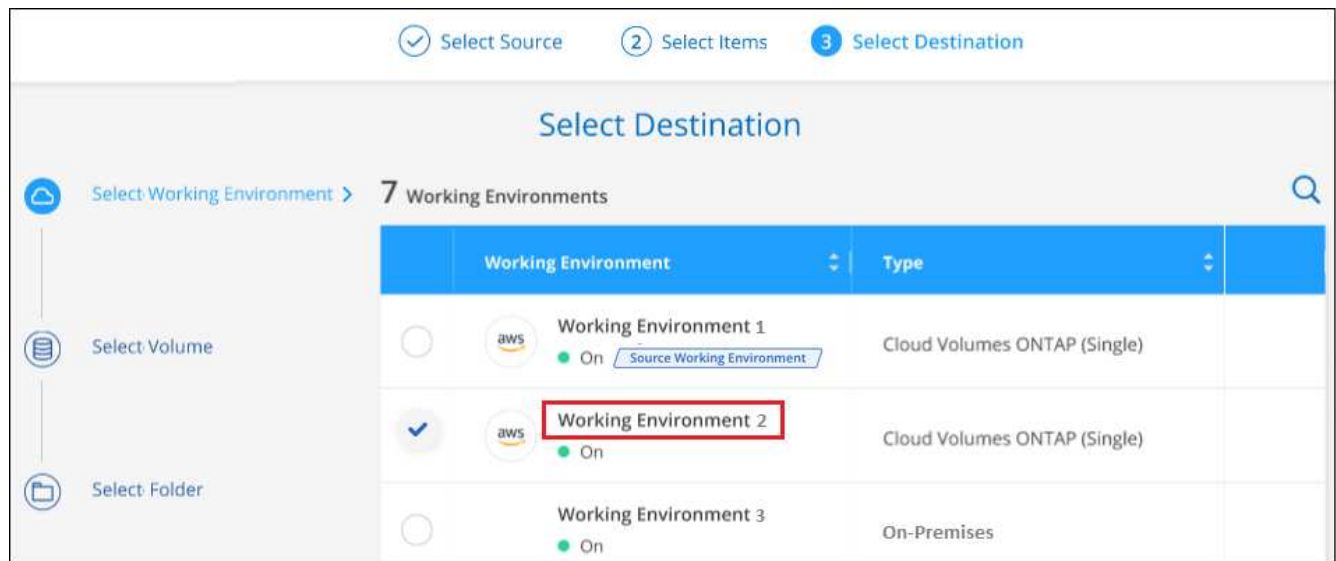 Select Source 2 Select Items 3 Select Destination
Select Destination
Select Working Environment > 7 Working Environments
Working Environment Type
Working Environment 1
aws Cloud Volumes ONTAP (Single)
On Source Working Environment
Select Volume
Working Environment 2
aws Cloud Volumes ONTAP (Single)
On
Select Folder
Working Environment 3
On-Premises
On